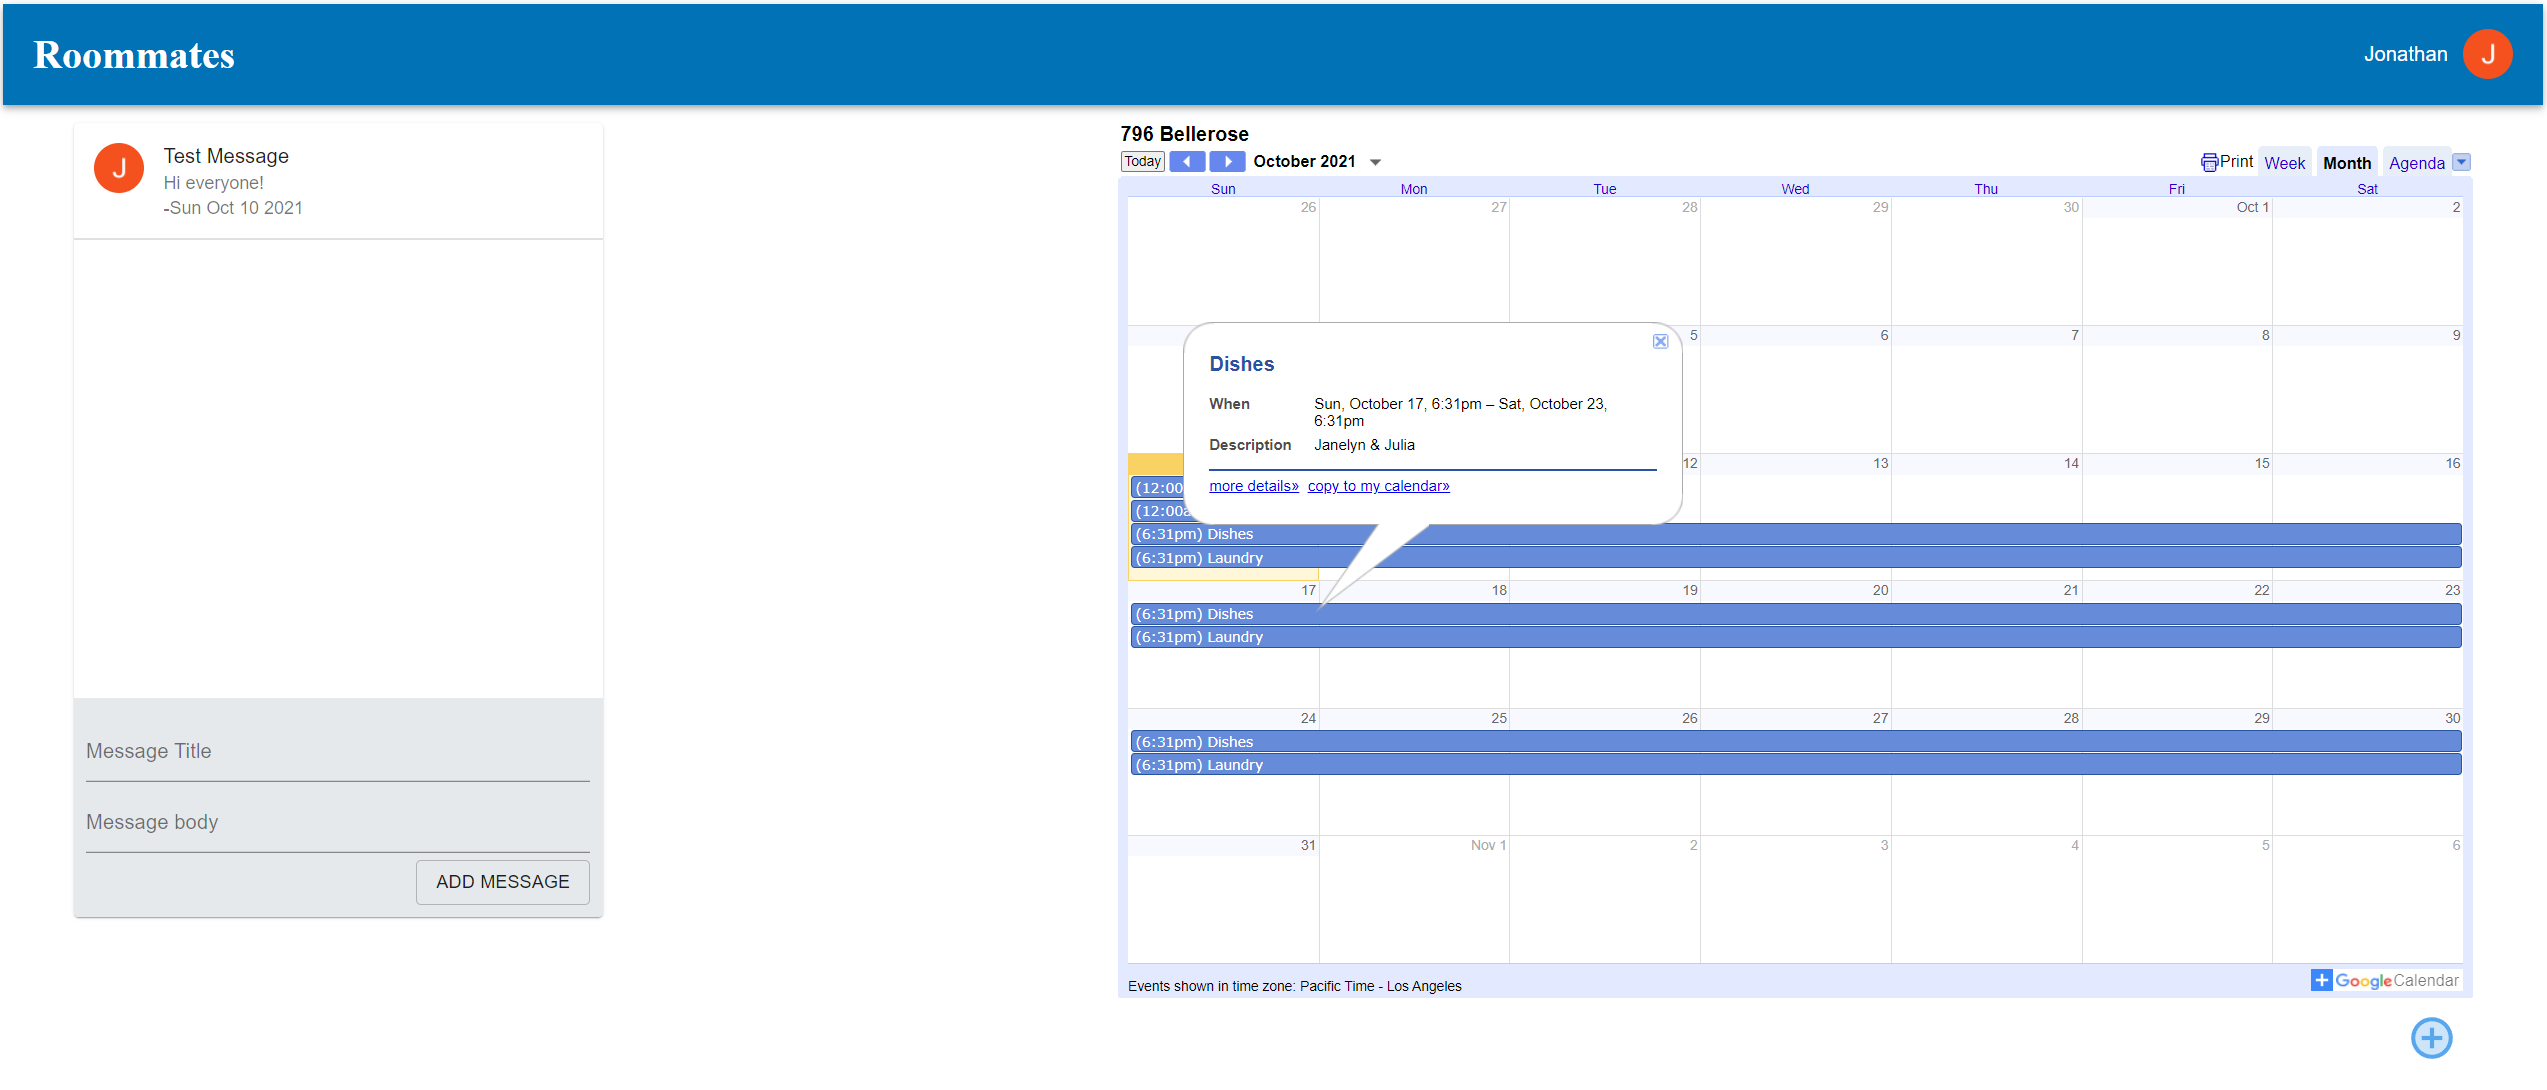 Roommates
Jonathan
J
J
Test Message
Hi everyone!
-Sun Oct 10 2021
Message Title
Message body
ADD MESSAGE
796 Bellerose
Today October 2021 Print Week Month Agenda
Sun Mon Tue Wed Thu Fri Sat
26 27 28 29 30 Oct 1 2
5 6 7 8 9
Dishes
When Sun, October 17, 6:31pm – Sat, October 23,
6:31pm
Description Janelyn & Julia
more details» copy to my calendar»
12 13 14 15 16
(12:00
(12:00a
(6:31pm) Dishes
(6:31pm) Laundry
17 18 19 20 21 22 23
(6:31pm) Dishes
(6:31pm) Laundry
24 25 26 27 28 29 30
(6:31pm) Dishes
(6:31pm) Laundry
31 Nov 1 2 3 4 5 6
Events shown in time zone: Pacific Time - Los Angeles
Google Calendar